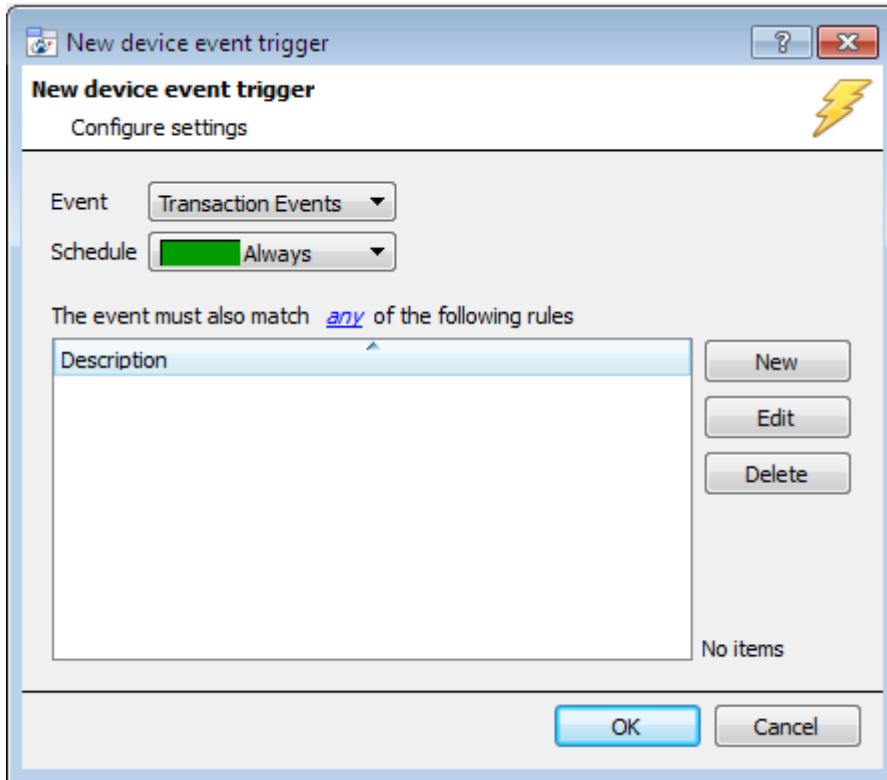 New device event trigger
New device event trigger
Configure settings
Event Transaction Events
Schedule Always
The event must also match any of the following rules
Description
New
Edit
Delete
No items
OK Cancel